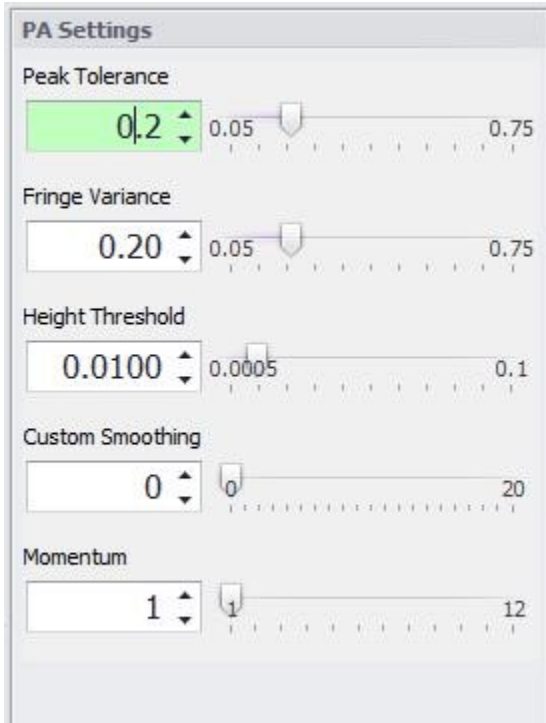 PA Settings
Peak Tolerance
0.2 0.05 0.75
Fringe Variance
0.20 0.05 0.75
Height Threshold
0.0100 0.0005 0.1
Custom Smoothing
0 0 20
Momentum
1 1 12